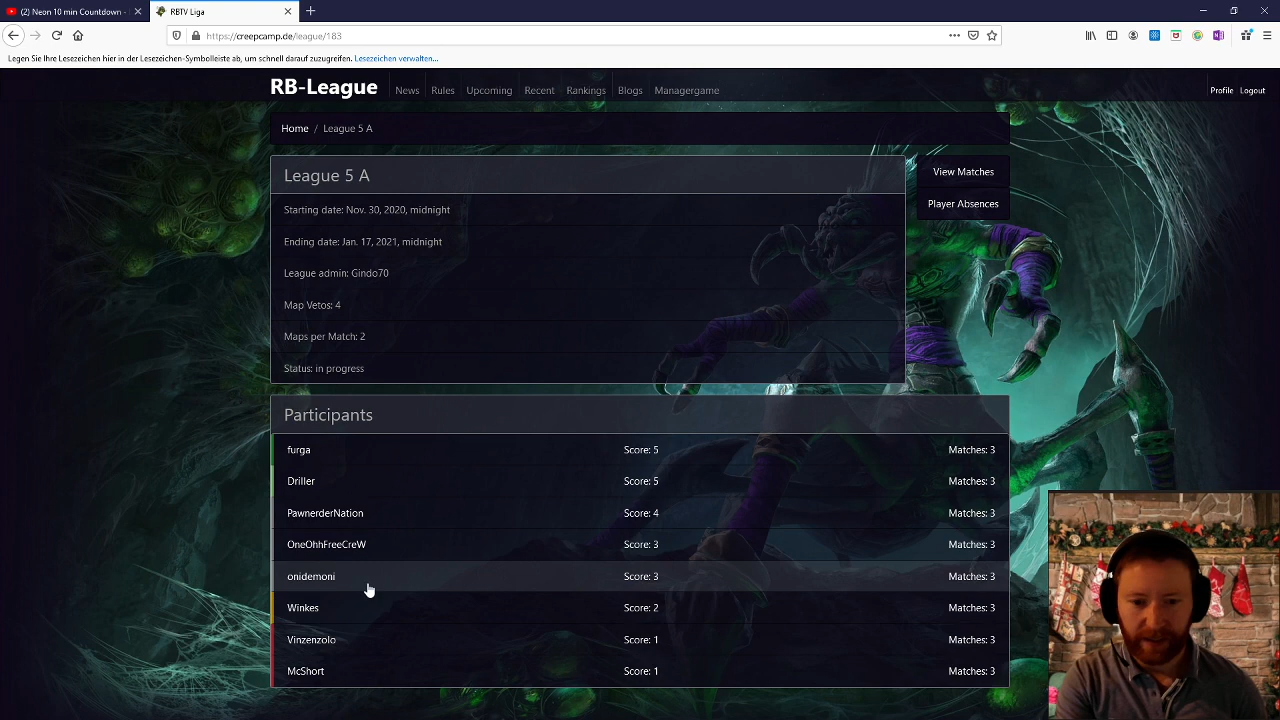 (2) Neon 10 min Countdown -
RBTV Liga
https://creepcamp.de/league/183
Legen Sie Ihre Lesezeichen hier in der Lesezeichen-Symbolleiste ab, um schnell darauf zuzugreifen. Lesezeichen verwalten...
RB-League News Rules Upcoming Recent Rankings Blogs Managergame Profile Logout
Home / League 5 A
League 5 A
View Matches
Player Absences
Starting date: Nov. 30, 2020, midnight
Ending date: Jan. 17, 2021, midnight
League admin: Gindo70
Map Vetos: 4
Maps per Match: 2
Status: in progress
Participants
furga Score: 5 Matches: 3
Driller Score: 5 Matches: 3
PawnerderNation Score: 4 Matches: 3
OneOhhFreeCreW Score: 3 Matches: 3
onidemoni Score: 3 Matches: 3
Winkes Score: 2 Matches: 3
Vinzenzolo Score: 1 Matches: 3
McShort Score: 1 Matches: 3